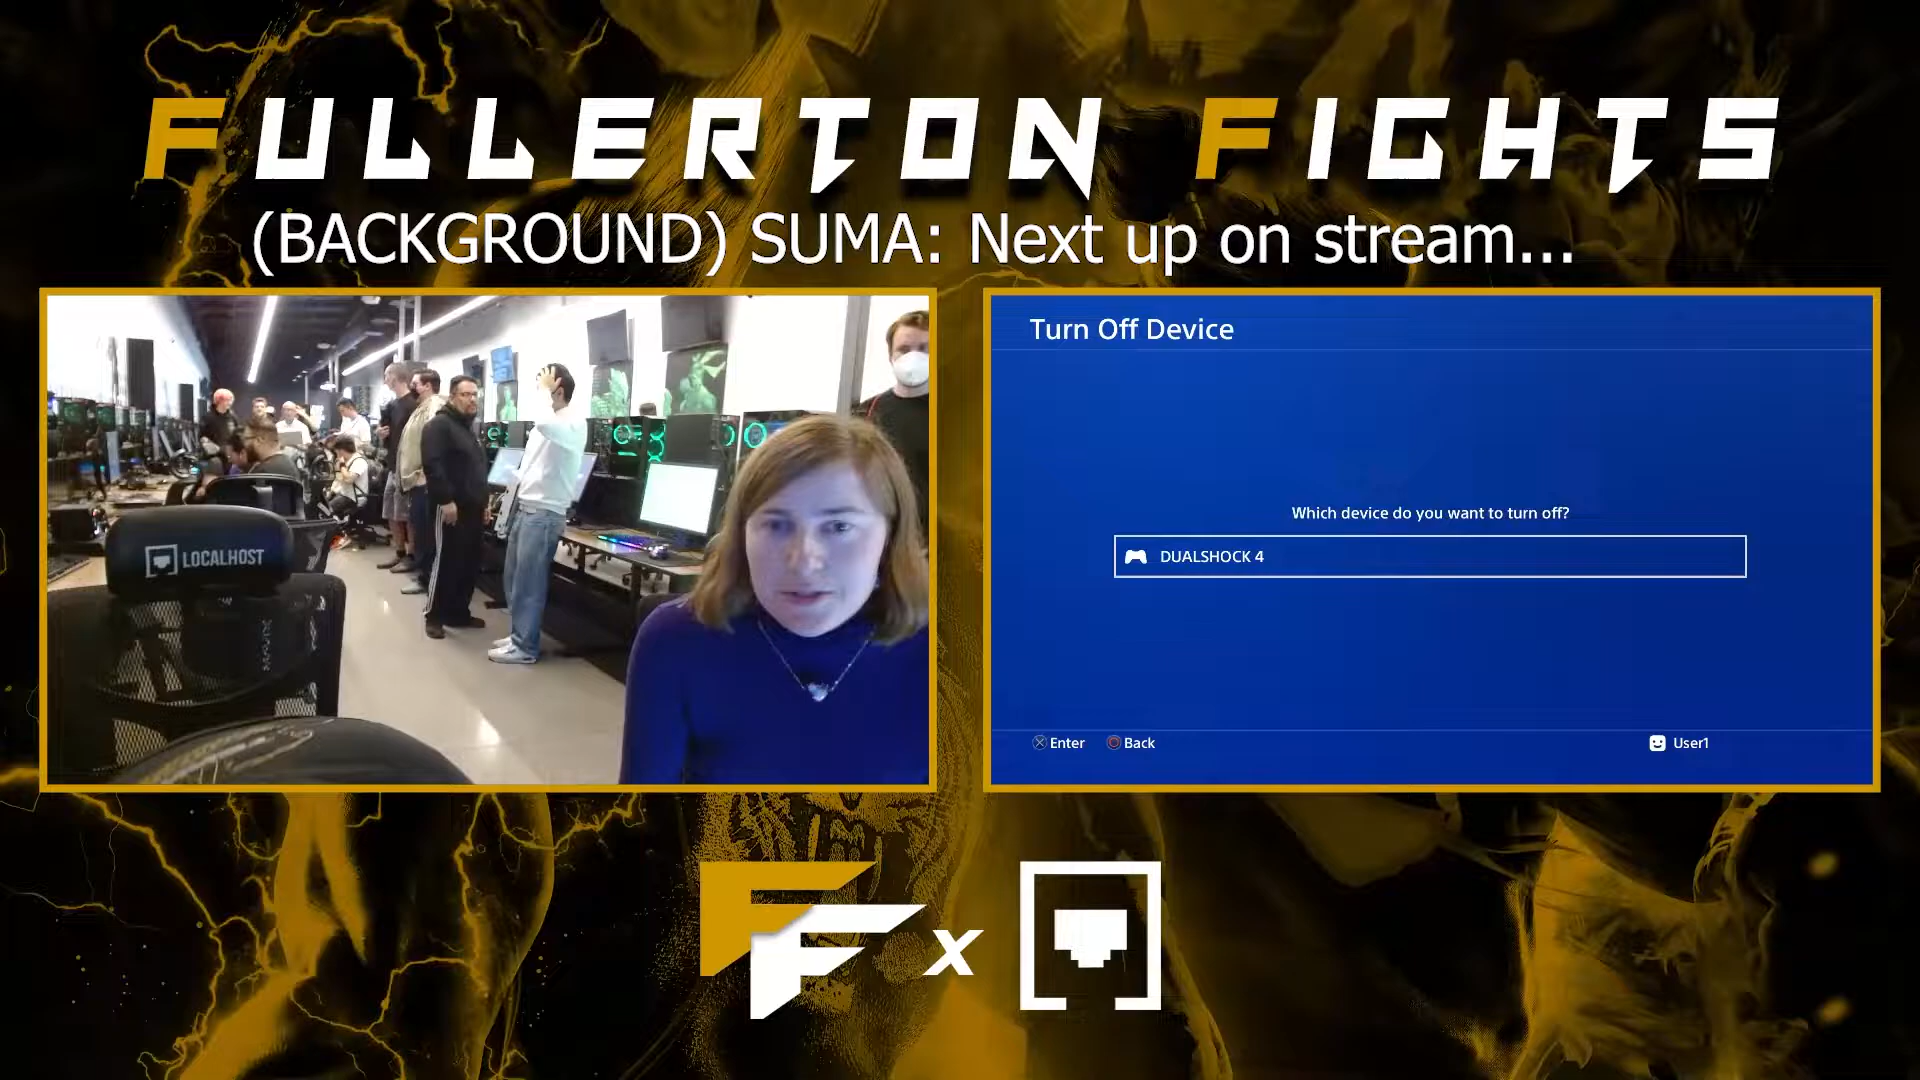 FULLERTON FIGHTS
(BACKGROUND) SUMA: Next up on stream...
LOCALHOST
Turn Off Device
Which device do you want to turn off?
DUALSHOCK 4
Enter
Back
User1
FF x